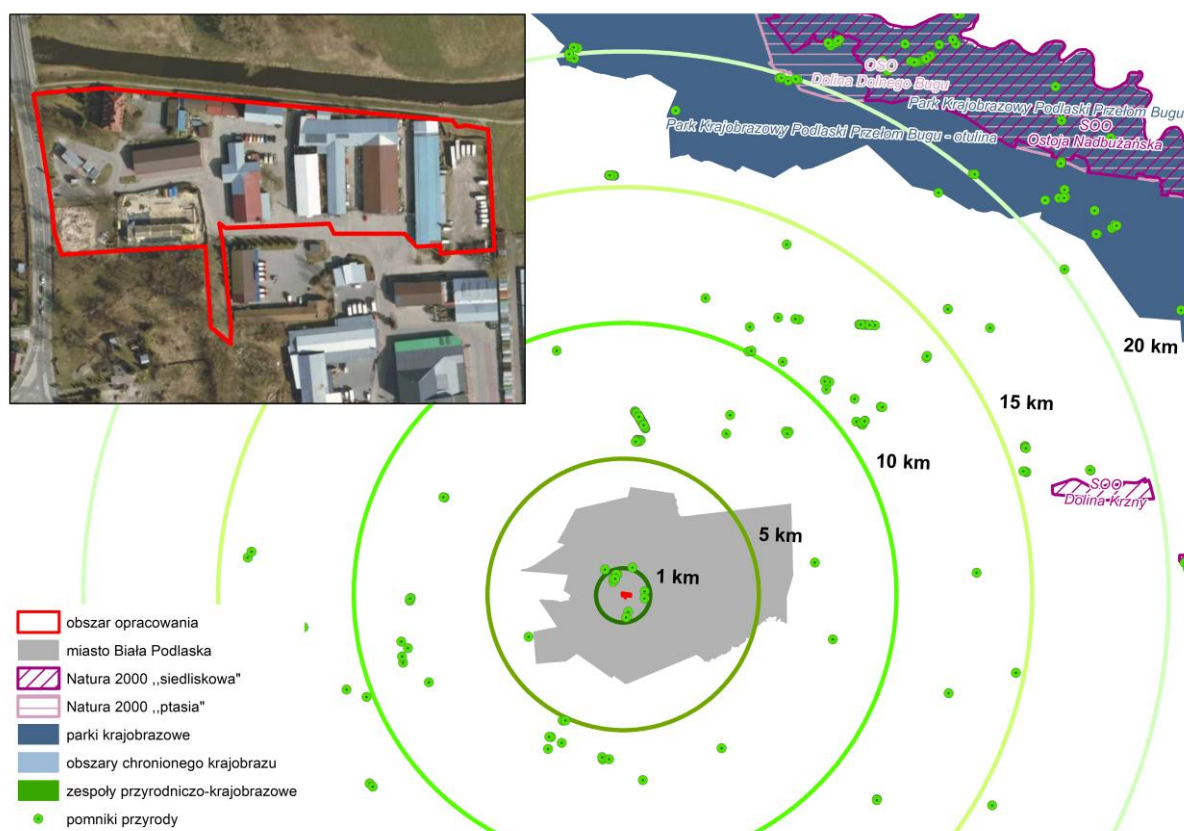 OSO
Dolina Dolnego Bugu
Park Krajobrazowy Podlaski Przełom Bugu
Park Krajobrazowy Podlaski Przełom Bugu - otulina
SOO
Ostoja Nadbużańska
20 km
15 km
10 km
SOO
Dolina Krzny
5 km
1 km
obszar opracowania
miasto Biała Podlaska
Natura 2000 ,,siedliskowa"
Natura 2000 ,,ptasia"
parki krajobrazowe
obszary chronionego krajobrazu
zespoły przyrodniczo-krajobrazowe
pomniki przyrody